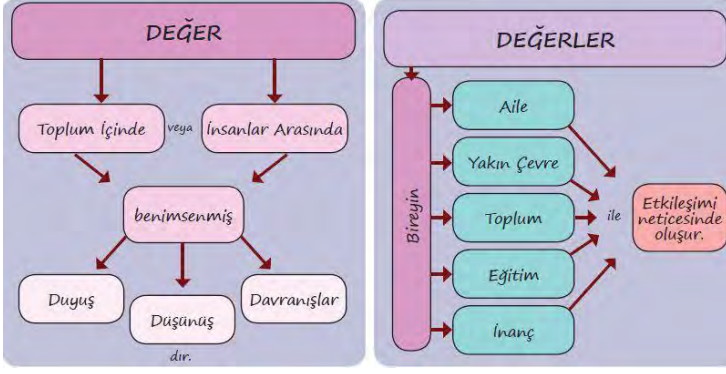 DEĞER
Toplum İçinde
veya
İnsanlar Arasında
benimsenmiş
Duyuş
Düşünüş
Davranışlar
dır.
DEĞERLER
Bireyin
Aile
Yakın Çevre
Toplum
Eğitim
İnanç
ile
Etkileşimi
neticesinde
oluşur.